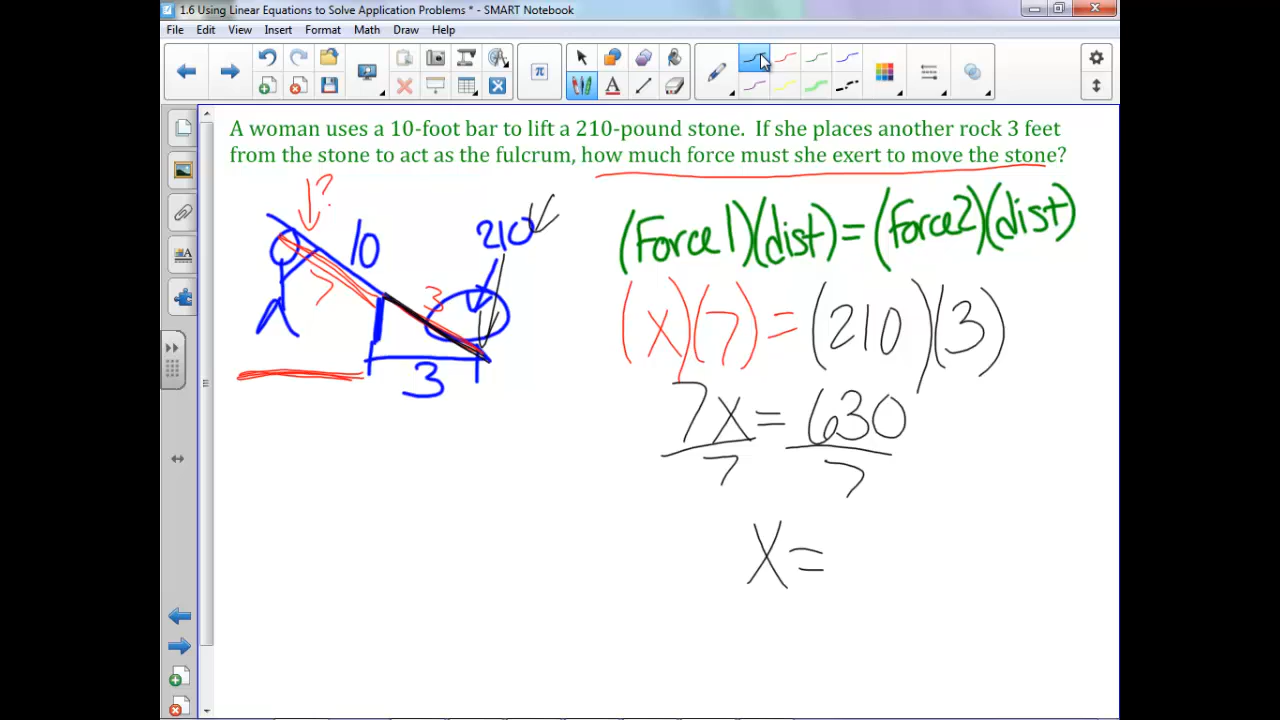 1.6 Using Linear Equations to Solve Application Problems * - SMART Notebook
File Edit View Insert Format Math Draw Help
π
A
A woman uses a 10-foot bar to lift a 210-pound stone. If she places another rock 3 feet
from the stone to act as the fulcrum, how much force must she exert to move the stone?
?
10
210
7
3
3
(Force 1)(dist) = (force 2)(dist)
(x)(7) = (210)(3)
7x = 630
7 7
x =